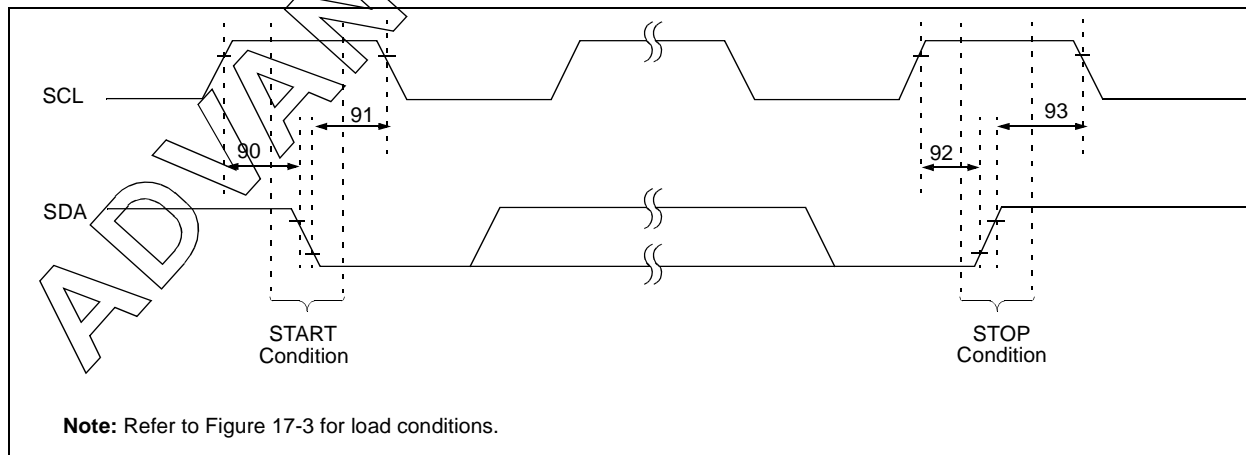 SCL
91
93
90
92
SDA
START
Condition
STOP
Condition
Note: Refer to Figure 17-3 for load conditions.
ADVAN